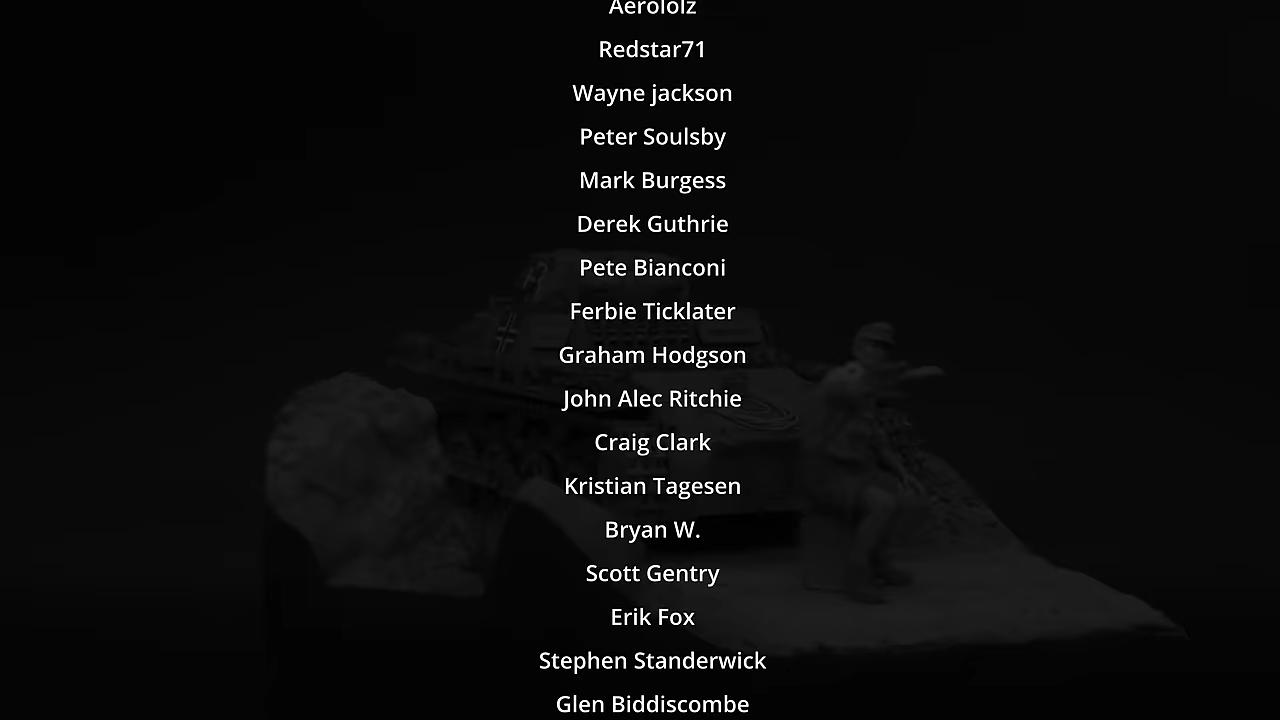 Aerololz
Redstar71
Wayne jackson
Peter Soulsby
Mark Burgess
Derek Guthrie
Pete Bianconi
Ferbie Ticklater
Graham Hodgson
John Alec Ritchie
Craig Clark
Kristian Tagesen
Bryan W.
Scott Gentry
Erik Fox
Stephen Standerwick
Glen Biddiscombe